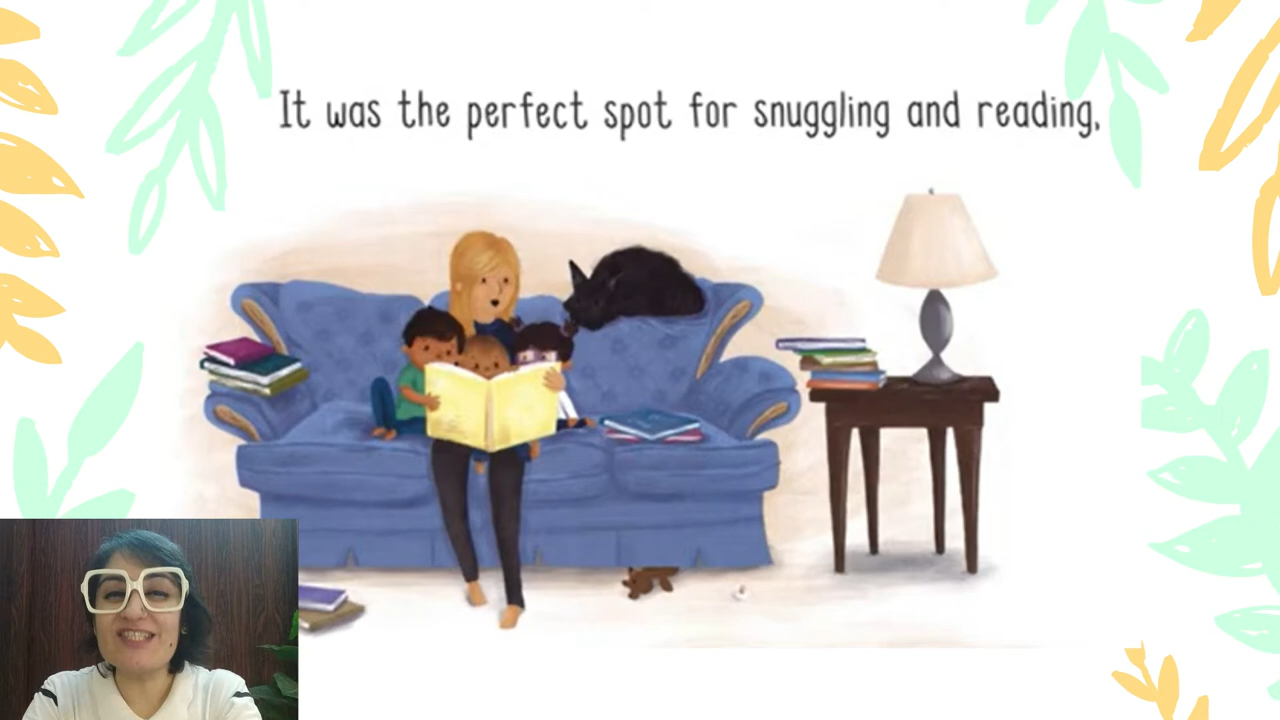 It was the perfect spot for snuggling and reading,